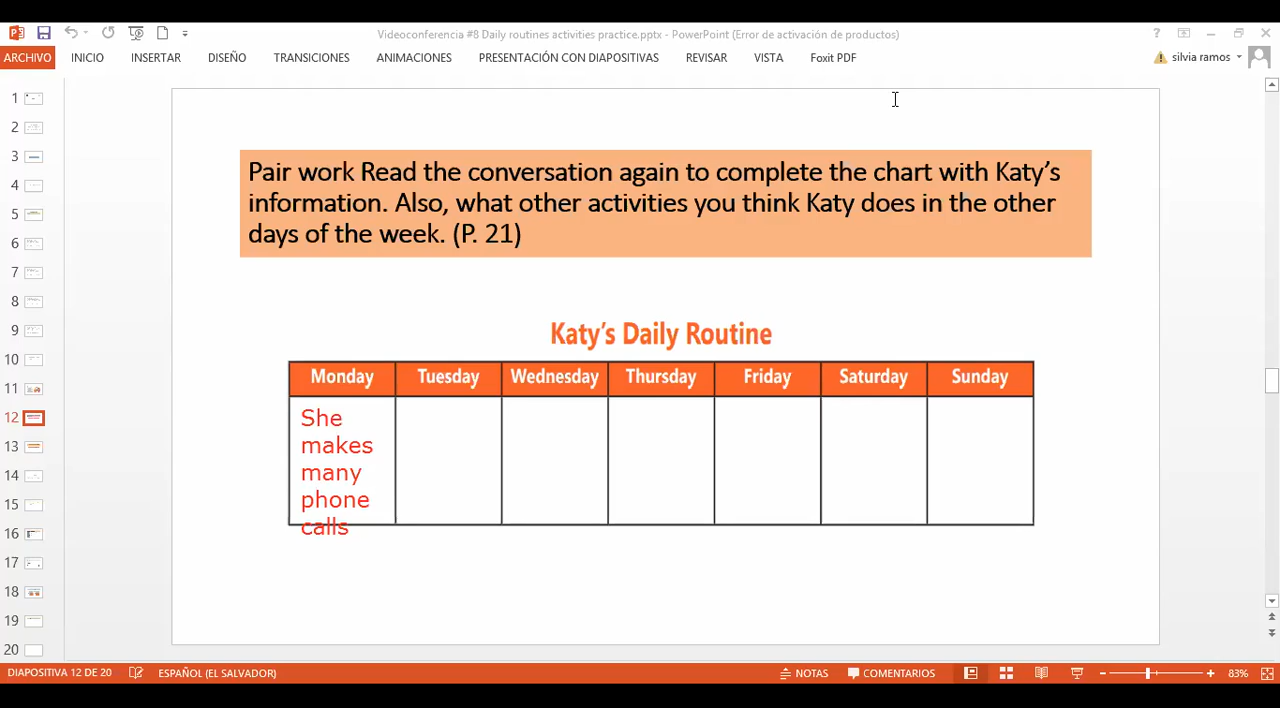 Videoconferencia #8 Daily routines activities practice.pptx - PowerPoint (Error de activación de productos)
ARCHIVO INICIO INSERTAR DISEÑO TRANSICIONES ANIMACIONES PRESENTACIÓN CON DIAPOSITIVAS REVISAR VISTA Foxit PDF silvia ramos
1
2
3
4
5
6
7
8
9
10
11
12
13
14
15
16
17
18
19
20
Pair work Read the conversation again to complete the chart with Katy’s
information. Also, what other activities you think Katy does in the other
days of the week. (P. 21)
Katy’s Daily Routine
Monday Tuesday Wednesday Thursday Friday Saturday Sunday
She
makes
many
phone
calls
DIAPOSITIVA 12 DE 20 ESPAÑOL (EL SALVADOR) NOTAS COMENTARIOS 83%